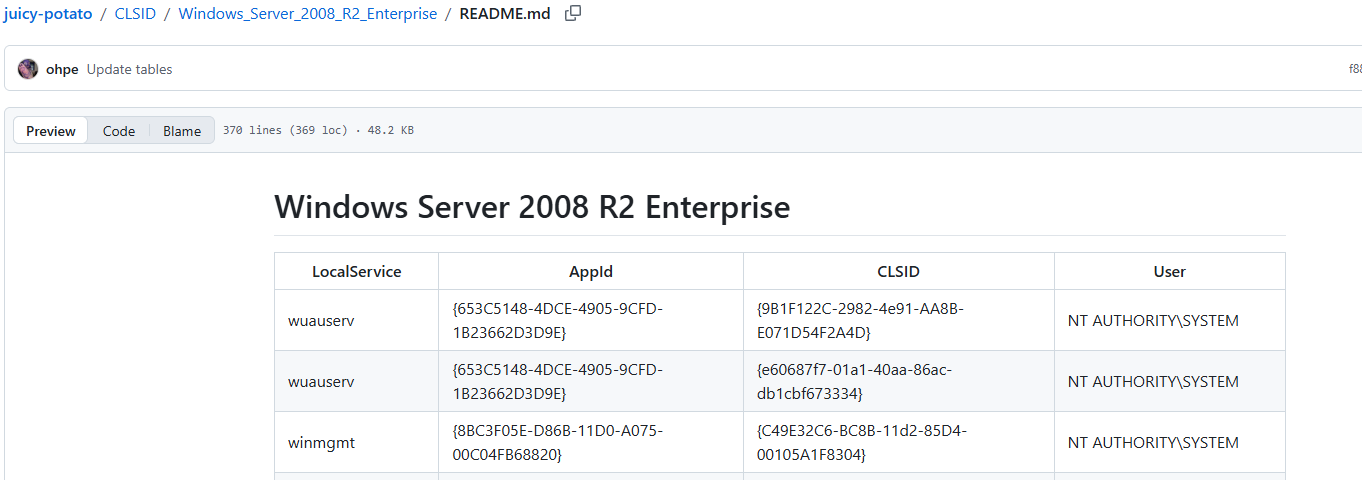 juicy-potato / CLSID / Windows_Server_2008_R2_Enterprise / README.md
ohpe Update tables
Preview Code Blame 370 lines (369 loc) · 48.2 KB
Windows Server 2008 R2 Enterprise
LocalService AppId CLSID User
wuauserv {653C5148-4DCE-4905-9CFD-1B23662D3D9E} {9B1F122C-2982-4e91-AA8B-E071D54F2A4D} NT AUTHORITY\SYSTEM
wuauserv {653C5148-4DCE-4905-9CFD-1B23662D3D9E} {e60687f7-01a1-40aa-86ac-db1cbf673334} NT AUTHORITY\SYSTEM
winmgmt {8BC3F05E-D86B-11D0-A075-00C04FB68820} {C49E32C6-BC8B-11d2-85D4-00105A1F8304} NT AUTHORITY\SYSTEM